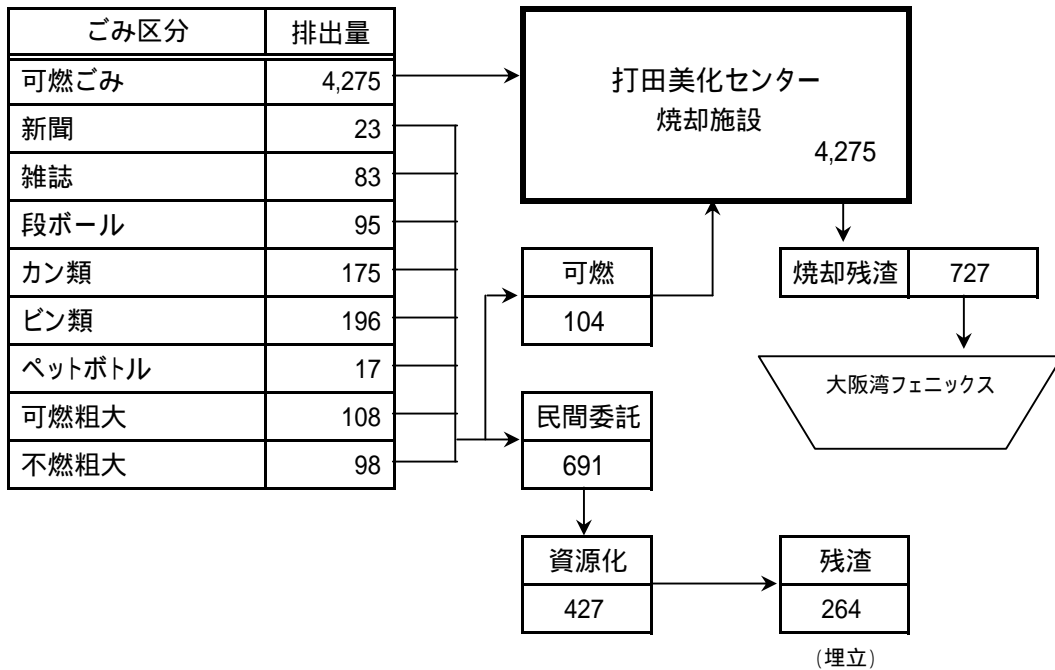 ごみ区分 排出量
可燃ごみ 4,275
新聞 23
雑誌 83
段ボール 95
カン類 175
ビン類 196
ペットボトル 17
可燃粗大 108
不燃粗大 98
打田美化センター
焼却施設
4,275
可燃
104
焼却残渣 727
大阪湾フェニックス
民間委託
691
資源化
427
残渣
264
(埋立)